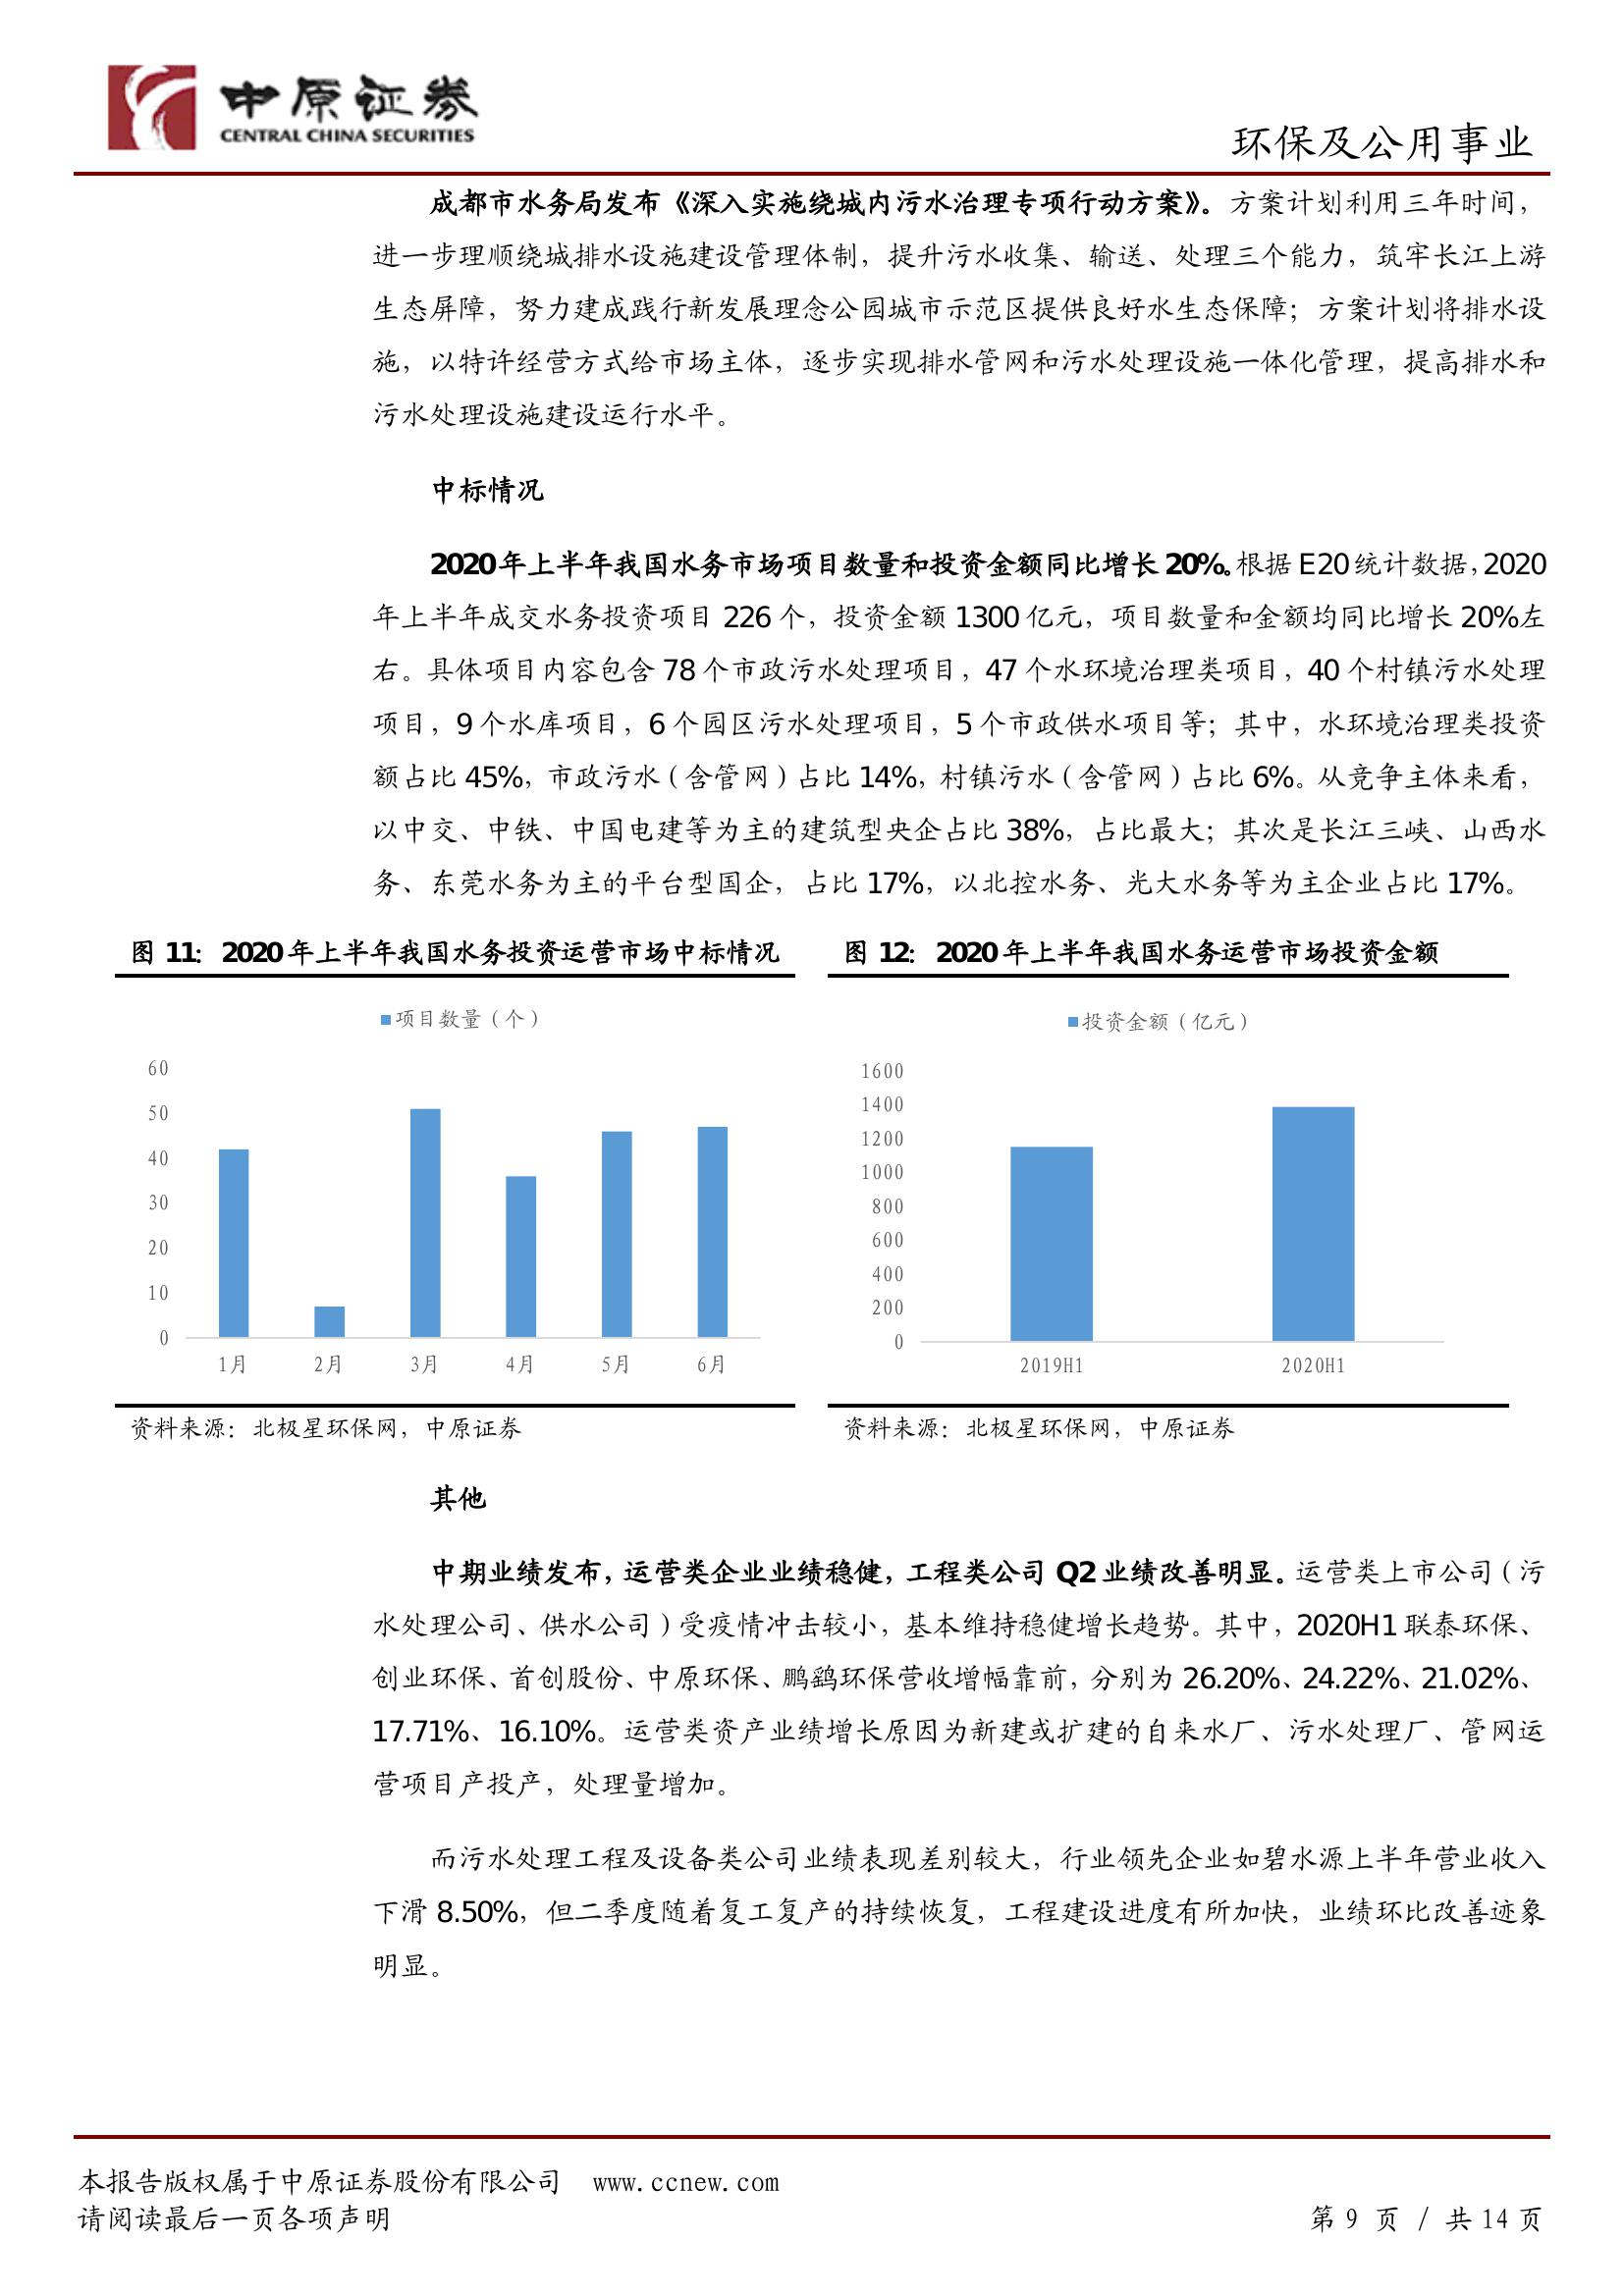 中原证券
CENTRAL CHINA SECURITIES
环保及公用事业
成都市水务局发布《深入实施绕城内污水治理专项行动方案》。方案计划利用三年时间，
进一步理顺绕城排水设施建设管理体制，提升污水收集、输送、处理三个能力，筑牢长江上游
生态屏障，努力建成践行新发展理念公园城市示范区提供良好水生态保障；方案计划将排水设
施，以特许经营方式给市场主体，逐步实现排水管网和污水处理设施一体化管理，提高排水和
污水处理设施建设运行水平。
中标情况
2020年上半年我国水务市场项目数量和投资金额同比增长20%。根据E20统计数据，2020
年上半年成交水务投资项目226个，投资金额1300亿元，项目数量和金额均同比增长20%左
右。具体项目内容包含78个市政污水处理项目，47个水环境治理类项目，40个村镇污水处理
项目，9个水库项目，6个园区污水处理项目，5个市政供水项目等；其中，水环境治理类投资
额占比45%，市政污水（含管网）占比14%，村镇污水（含管网）占比6%。从竞争主体来看，
以中交、中铁、中国电建等为主的建筑型央企占比38%，占比最大；其次是长江三峡、山西水
务、东莞水务为主的平台型国企，占比17%，以北控水务、光大水务等为主企业占比17%。
图 11：2020年上半年我国水务投资运营市场中标情况
项目数量（个）
60
50
40
30
20
10
0
1月 2月 3月 4月 5月 6月
资料来源：北极星环保网，中原证券
图 12：2020年上半年我国水务运营市场投资金额
投资金额（亿元）
1600
1400
1200
1000
800
600
400
200
0
2019H1 2020H1
资料来源：北极星环保网，中原证券
其他
中期业绩发布，运营类企业业绩稳健，工程类公司Q2业绩改善明显。运营类上市公司（污
水处理公司、供水公司）受疫情冲击较小，基本维持稳健增长趋势。其中，2020H1联泰环保、
创业环保、首创股份、中原环保、鹏鹞环保营收增幅靠前，分别为26.20%、24.22%、21.02%、
17.71%、16.10%。运营类资产业绩增长原因为新建或扩建的自来水厂、污水处理厂、管网运
营项目产投产，处理量增加。
而污水处理工程及设备类公司业绩表现差别较大，行业领先企业如碧水源上半年营业收入
下滑8.50%，但二季度随着复工复产的持续恢复，工程建设进度有所加快，业绩环比改善迹象
明显。
本报告版权属于中原证券股份有限公司 www.ccnew.com
请阅读最后一页各项声明
第 9 页 / 共 14 页